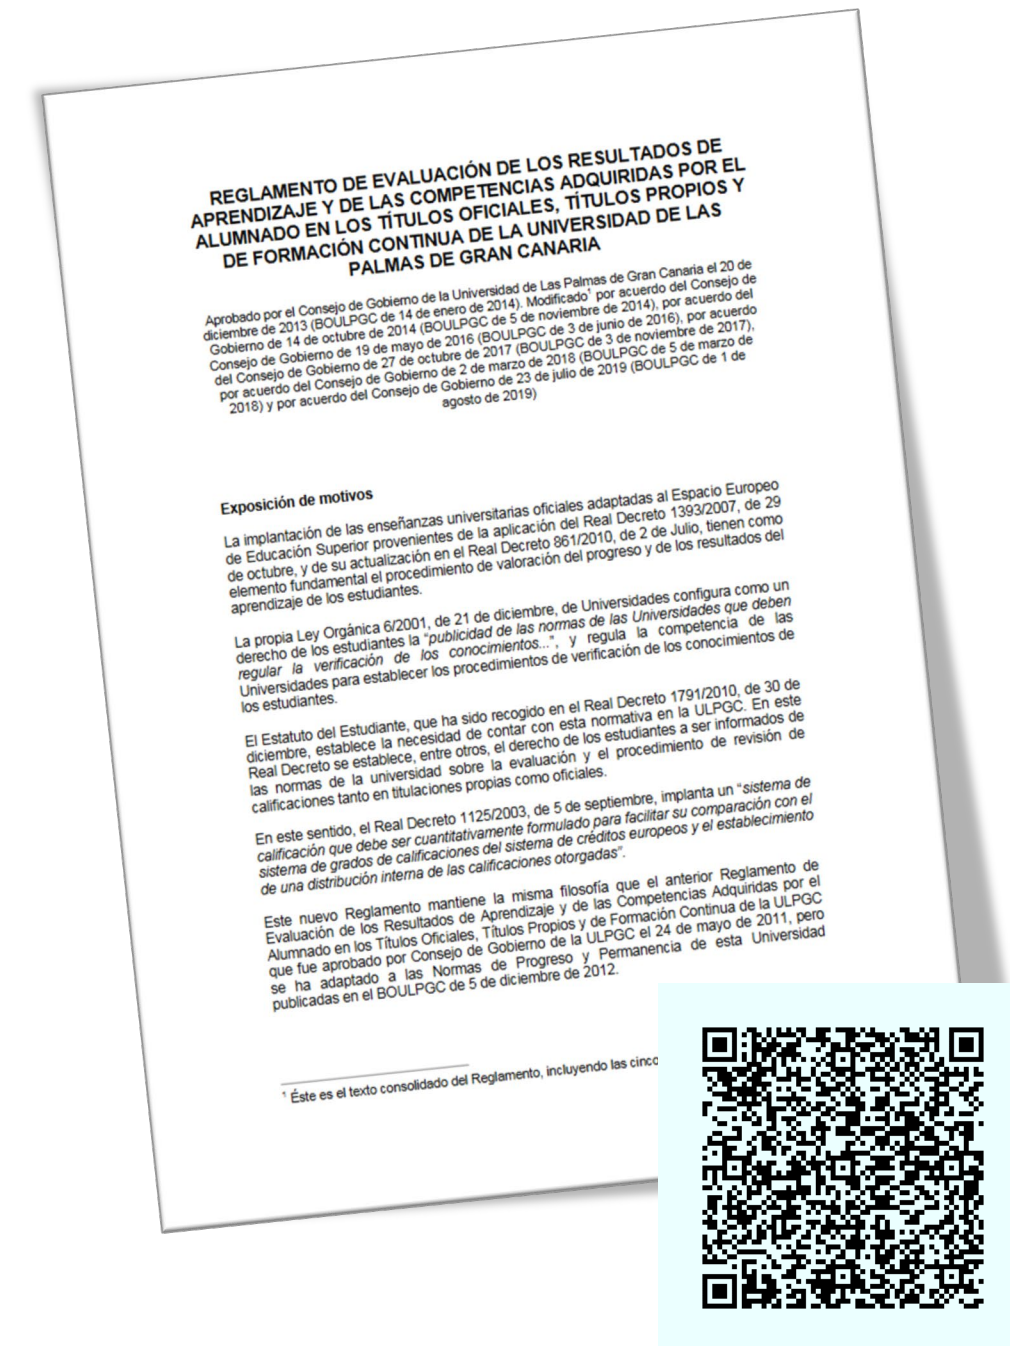 REGLAMENTO DE EVALUACIÓN DE LOS RESULTADOS DE
APRENDIZAJE Y DE LAS COMPETENCIAS ADQUIRIDAS POR EL
ALUMNADO EN LOS TÍTULOS OFICIALES, TÍTULOS PROPIOS Y
DE FORMACIÓN CONTINUA DE LA UNIVERSIDAD DE LAS
PALMAS DE GRAN CANARIA
Aprobado por el Consejo de Gobierno de la Universidad de Las Palmas de Gran Canaria el 20 de
diciembre de 2013 (BOULPGC de 14 de enero de 2014). Modificado¹ por acuerdo del Consejo de
Gobierno de 14 de octubre de 2014 (BOULPGC de 5 de noviembre de 2014), por acuerdo del
Consejo de Gobierno de 19 de mayo de 2016 (BOULPGC de 3 de junio de 2016), por acuerdo
del Consejo de Gobierno de 27 de octubre de 2017 (BOULPGC de 3 de noviembre de 2017),
por acuerdo del Consejo de Gobierno de 2 de marzo de 2018 (BOULPGC de 5 de marzo de
2018) y por acuerdo del Consejo de Gobierno de 23 de julio de 2019 (BOULPGC de 1 de
agosto de 2019)
Exposición de motivos
La implantación de las enseñanzas universitarias oficiales adaptadas al Espacio Europeo
de Educación Superior provenientes de la aplicación del Real Decreto 1393/2007, de 29
de octubre, y de su actualización en el Real Decreto 861/2010, de 2 de Julio, tienen como
elemento fundamental el procedimiento de valoración del progreso y de los resultados del
aprendizaje de los estudiantes.
La propia Ley Orgánica 6/2001, de 21 de diciembre, de Universidades configura como un
derecho de los estudiantes la “publicidad de las normas de las Universidades que deben
regular la verificación de los conocimientos...”, y regula la competencia de las
Universidades para establecer los procedimientos de verificación de los conocimientos de
los estudiantes.
El Estatuto del Estudiante, que ha sido recogido en el Real Decreto 1791/2010, de 30 de
diciembre, establece la necesidad de contar con esta normativa en la ULPGC. En este
Real Decreto se establece, entre otros, el derecho de los estudiantes a ser informados de
las normas de la universidad sobre la evaluación y el procedimiento de revisión de
calificaciones tanto en titulaciones propias como oficiales.
En este sentido, el Real Decreto 1125/2003, de 5 de septiembre, implanta un “sistema de
calificación que debe ser cuantitativamente formulado para facilitar su comparación con el
sistema de grados de calificaciones del sistema de créditos europeos y el establecimiento
de una distribución interna de las calificaciones otorgadas”.
Este nuevo Reglamento mantiene la misma filosofía que el anterior Reglamento de
Evaluación de los Resultados de Aprendizaje y de las Competencias Adquiridas por el
Alumnado en los Títulos Oficiales, Títulos Propios y de Formación Continua de la ULPGC
que fue aprobado por Consejo de Gobierno de la ULPGC el 24 de mayo de 2011, pero
se ha adaptado a las Normas de Progreso y Permanencia de esta Universidad
publicadas en el BOULPGC de 5 de diciembre de 2012.
¹ Éste es el texto consolidado del Reglamento, incluyendo las cinco